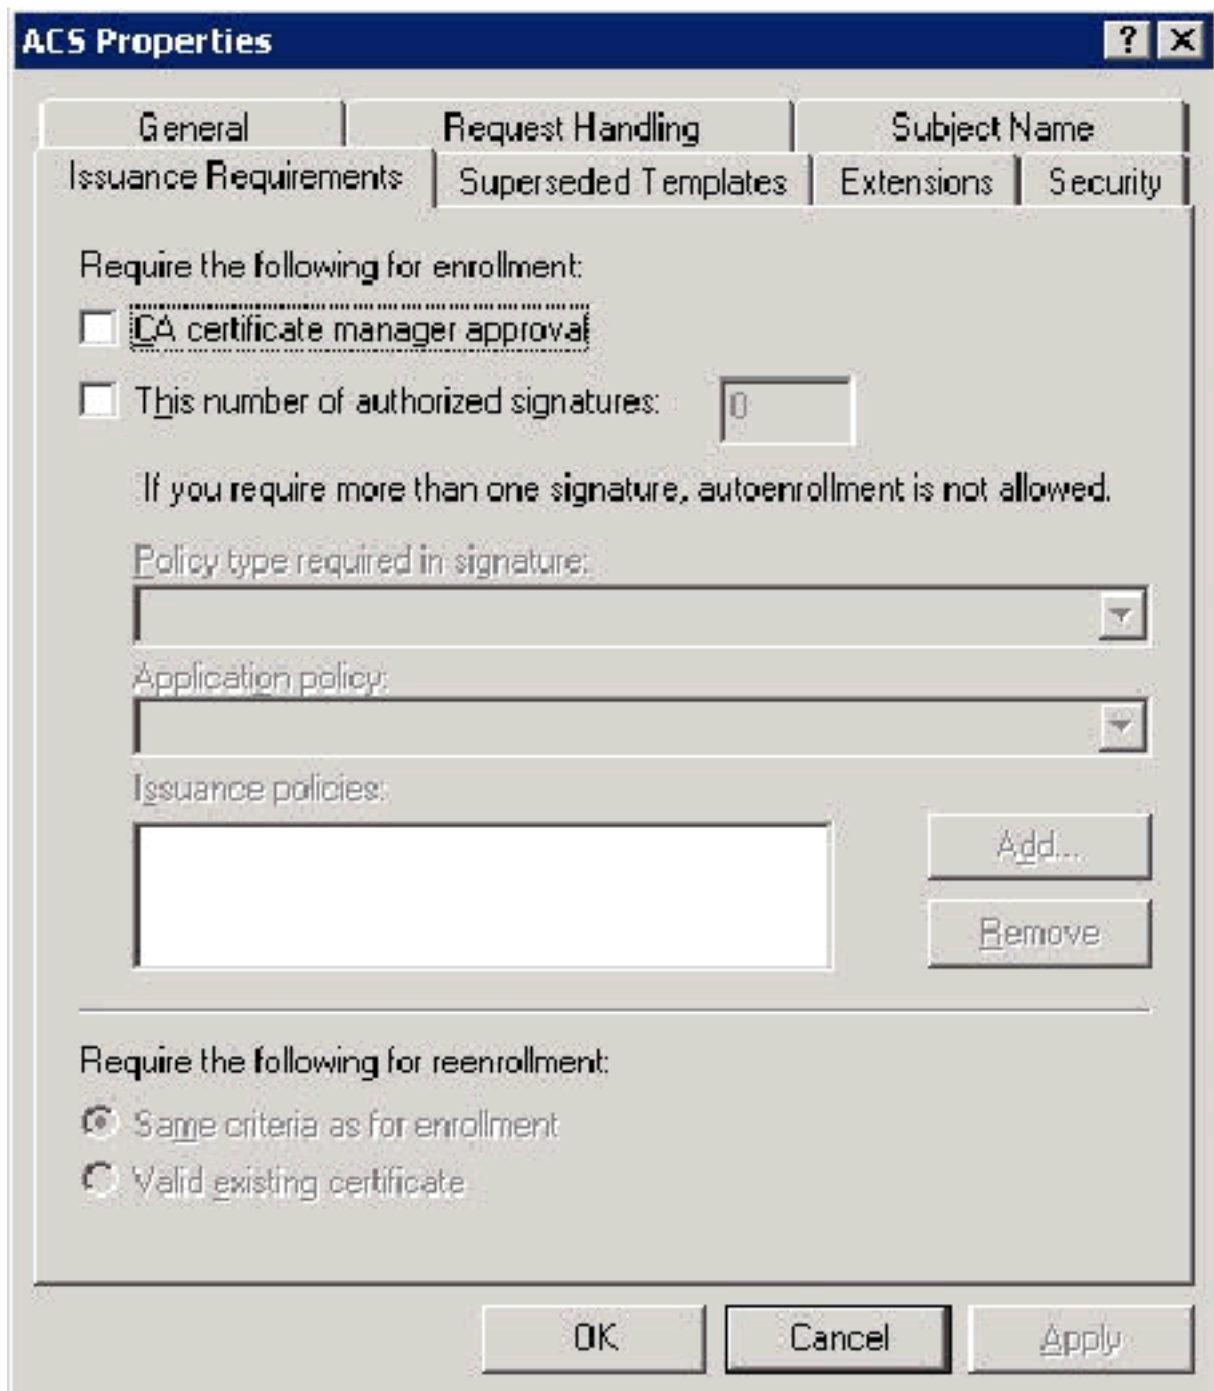 ACS Properties
General
Request Handling
Subject Name
Issuance Requirements
Superseded Templates
Extensions
Security
Require the following for enrollment:
CA certificate manager approval
This number of authorized signatures:
0
If you require more than one signature, autoenrollment is not allowed.
Policy type required in signature:
Application policy:
Issuance policies:
Add...
Remove
Require the following for reenrollment:
Same criteria as for enrollment
Valid existing certificate
OK
Cancel
Apply